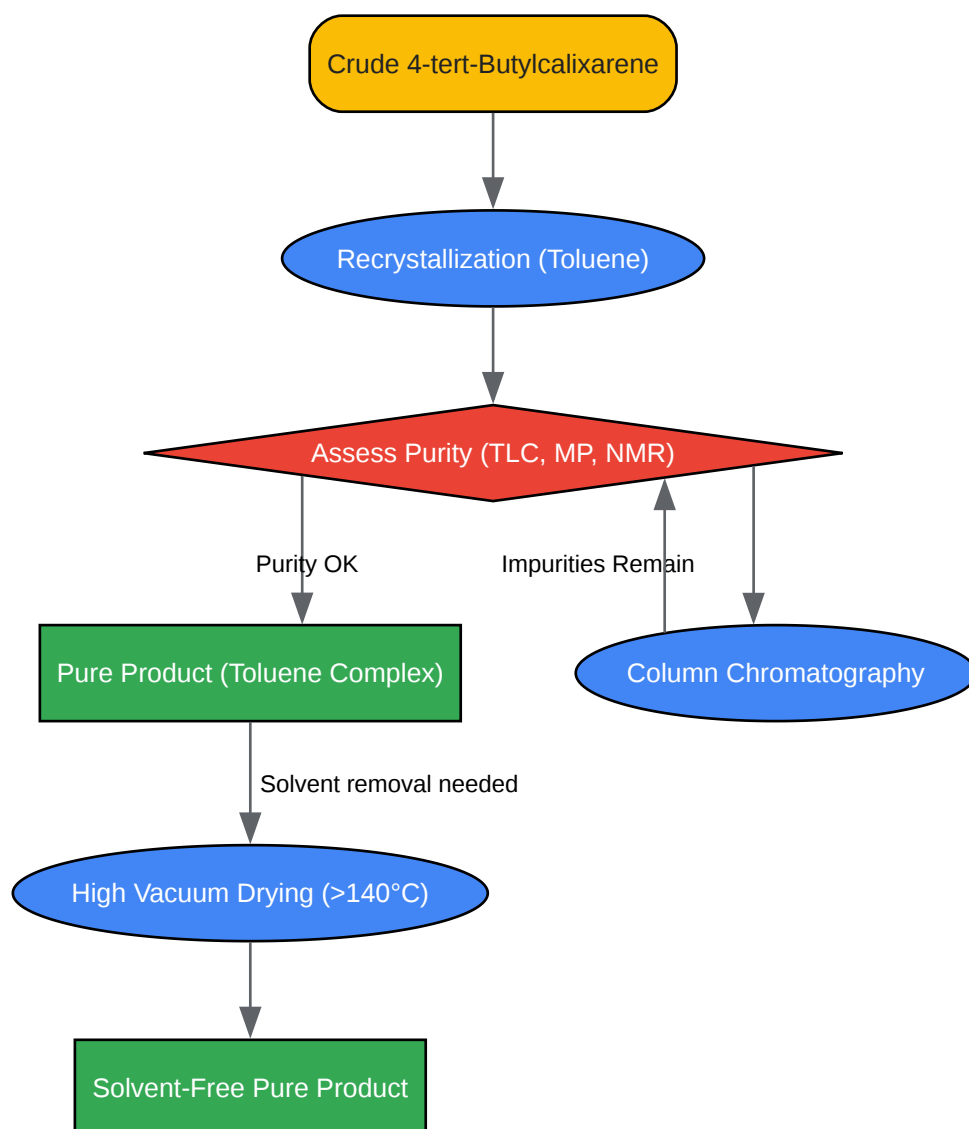 Crude 4-tert-Butylcalixarene
Recrystallization (Toluene)
Assess Purity (TLC, MP, NMR)
Purity OK
Impurities Remain
Pure Product (Toluene Complex)
Column Chromatography
Solvent removal needed
High Vacuum Drying (>140°C)
Solvent-Free Pure Product